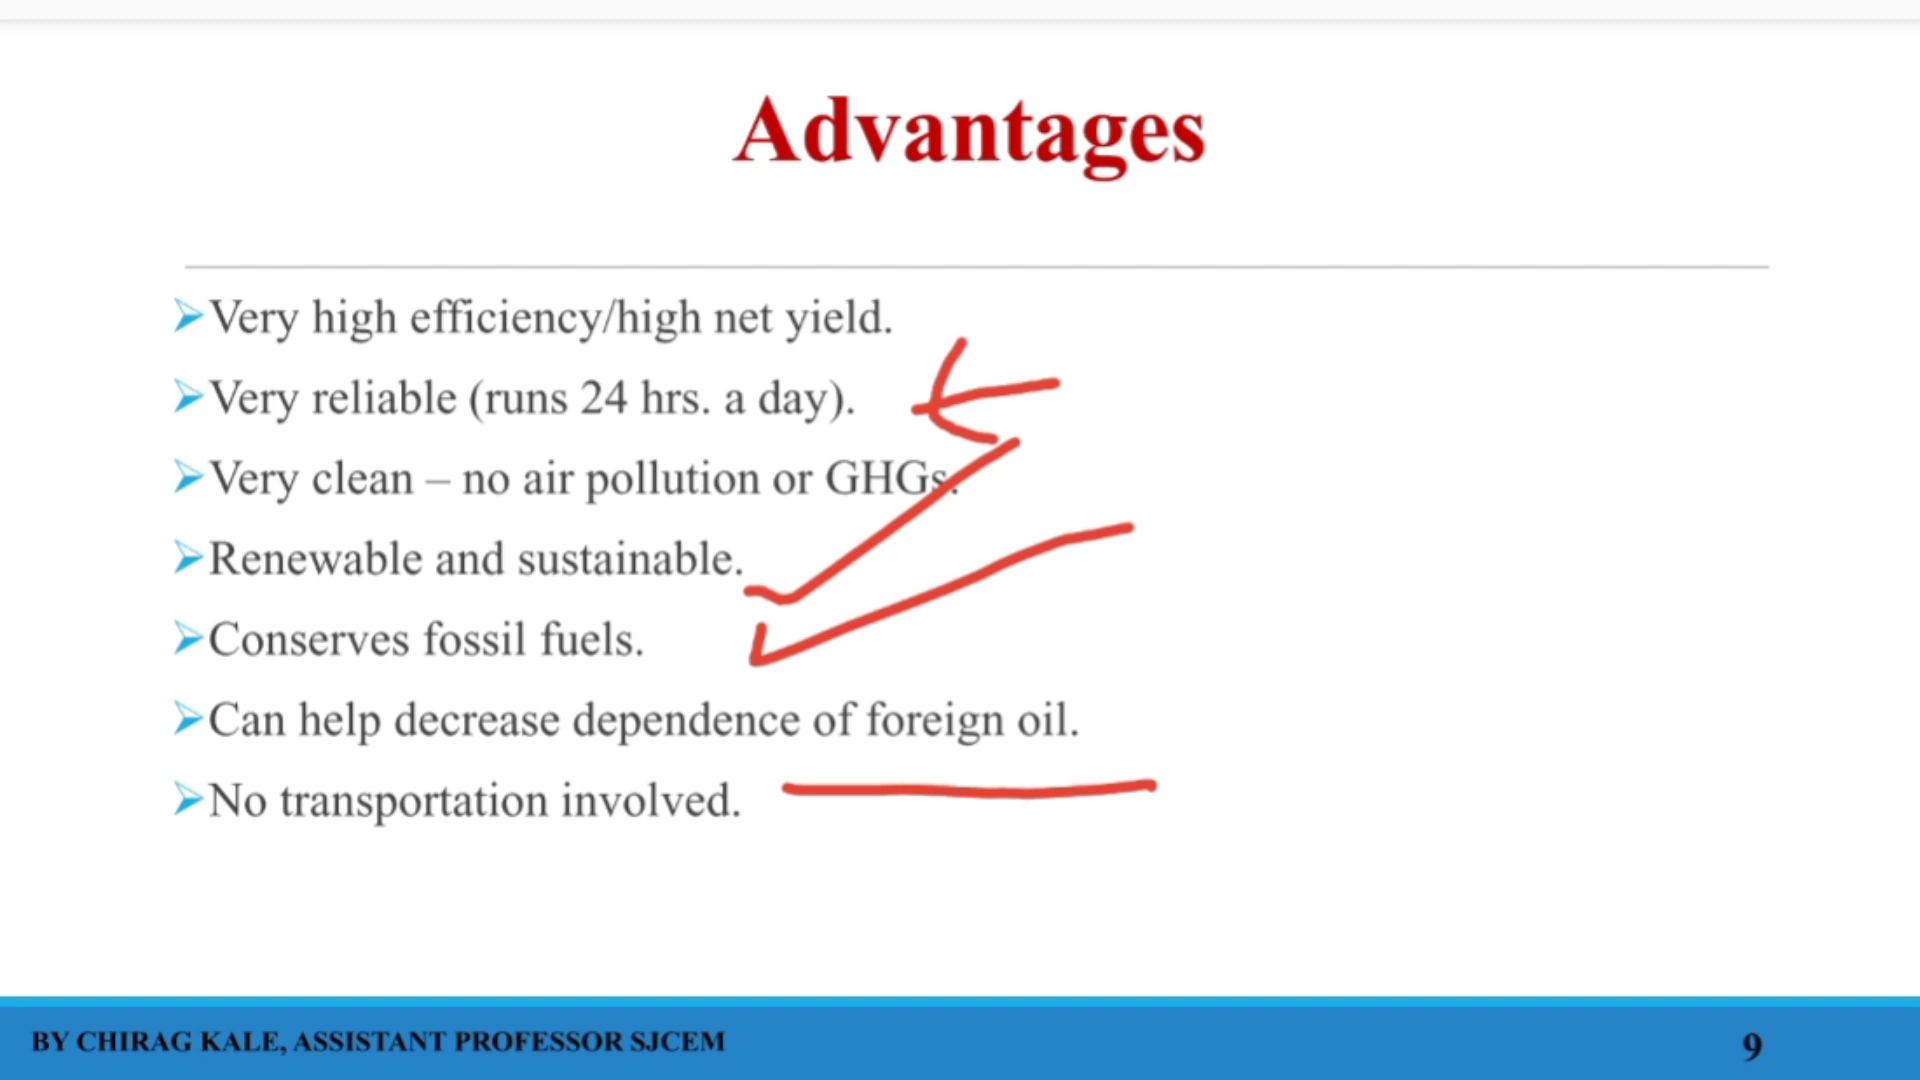 Advantages
Very high efficiency/high net yield.
Very reliable (runs 24 hrs. a day).
Very clean – no air pollution or GHGs.
Renewable and sustainable.
Conserves fossil fuels.
Can help decrease dependence of foreign oil.
No transportation involved.
BY CHIRAG KALE, ASSISTANT PROFESSOR SJCEM
9